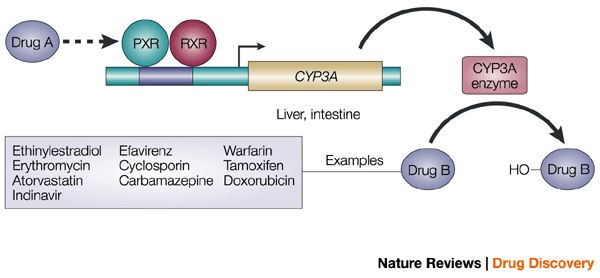 Drug A
PXR
RXR
CYP3A
CYP3A
enzyme
Liver, intestine
Ethinylestradiol Efavirenz Warfarin
Erythromycin Cyclosporin Tamoxifen
Atorvastatin Carbamazepine Doxorubicin
Indinavir
Examples
Drug B
HO
Drug B
Nature Reviews | Drug Discovery